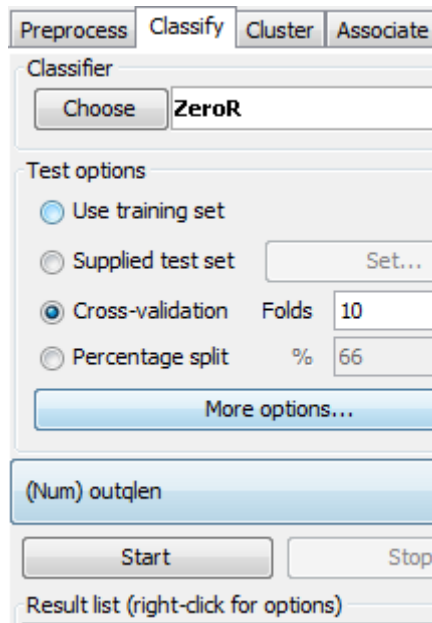 Preprocess Classify Cluster Associate
Classifier
Choose ZeroR
Test options
Use training set
Supplied test set Set...
Cross-validation Folds 10
Percentage split % 66
More options...
(Num) outqlen
Start Stop
Result list (right-click for options)